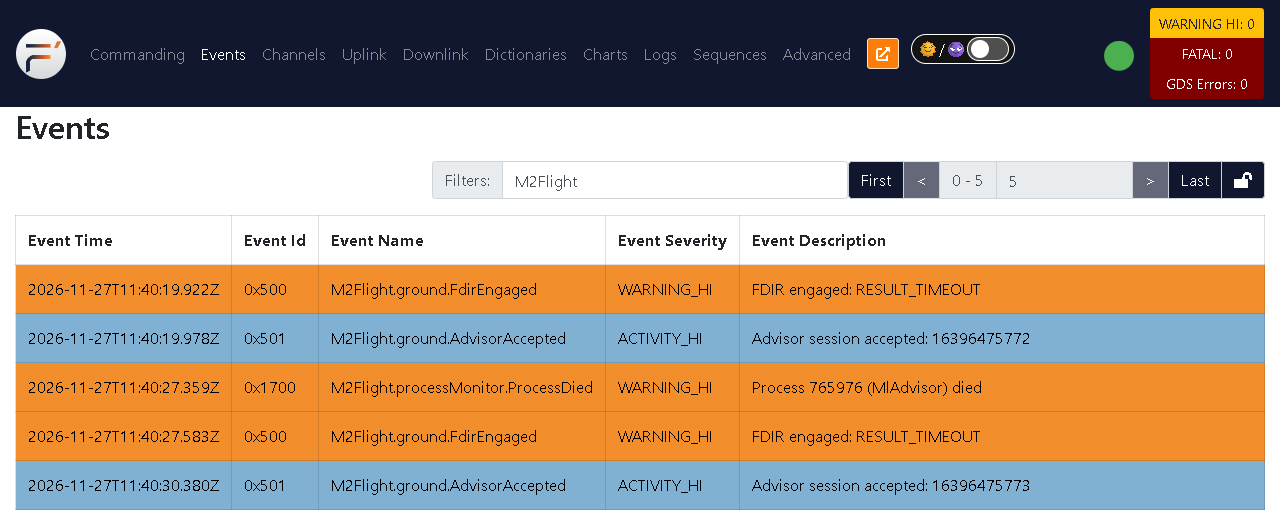 Commanding Events Channels Uplink Downlink Dictionaries Charts Logs Sequences Advanced /
WARNING HI: 0
FATAL: 0
GDS Errors: 0
Events
Filters: M2Flight First < 0 - 5 5 > Last
Event Time Event Id Event Name Event Severity Event Description
2026-11-27T11:40:19.922Z 0x500 M2Flight.ground.FdirEngaged WARNING_HI FDIR engaged: RESULT_TIMEOUT
2026-11-27T11:40:19.978Z 0x501 M2Flight.ground.AdvisorAccepted ACTIVITY_HI Advisor session accepted: 16396475772
2026-11-27T11:40:27.359Z 0x1700 M2Flight.processMonitor.ProcessDied WARNING_HI Process 765976 (MlAdvisor) died
2026-11-27T11:40:27.583Z 0x500 M2Flight.ground.FdirEngaged WARNING_HI FDIR engaged: RESULT_TIMEOUT
2026-11-27T11:40:30.380Z 0x501 M2Flight.ground.AdvisorAccepted ACTIVITY_HI Advisor session accepted: 16396475773